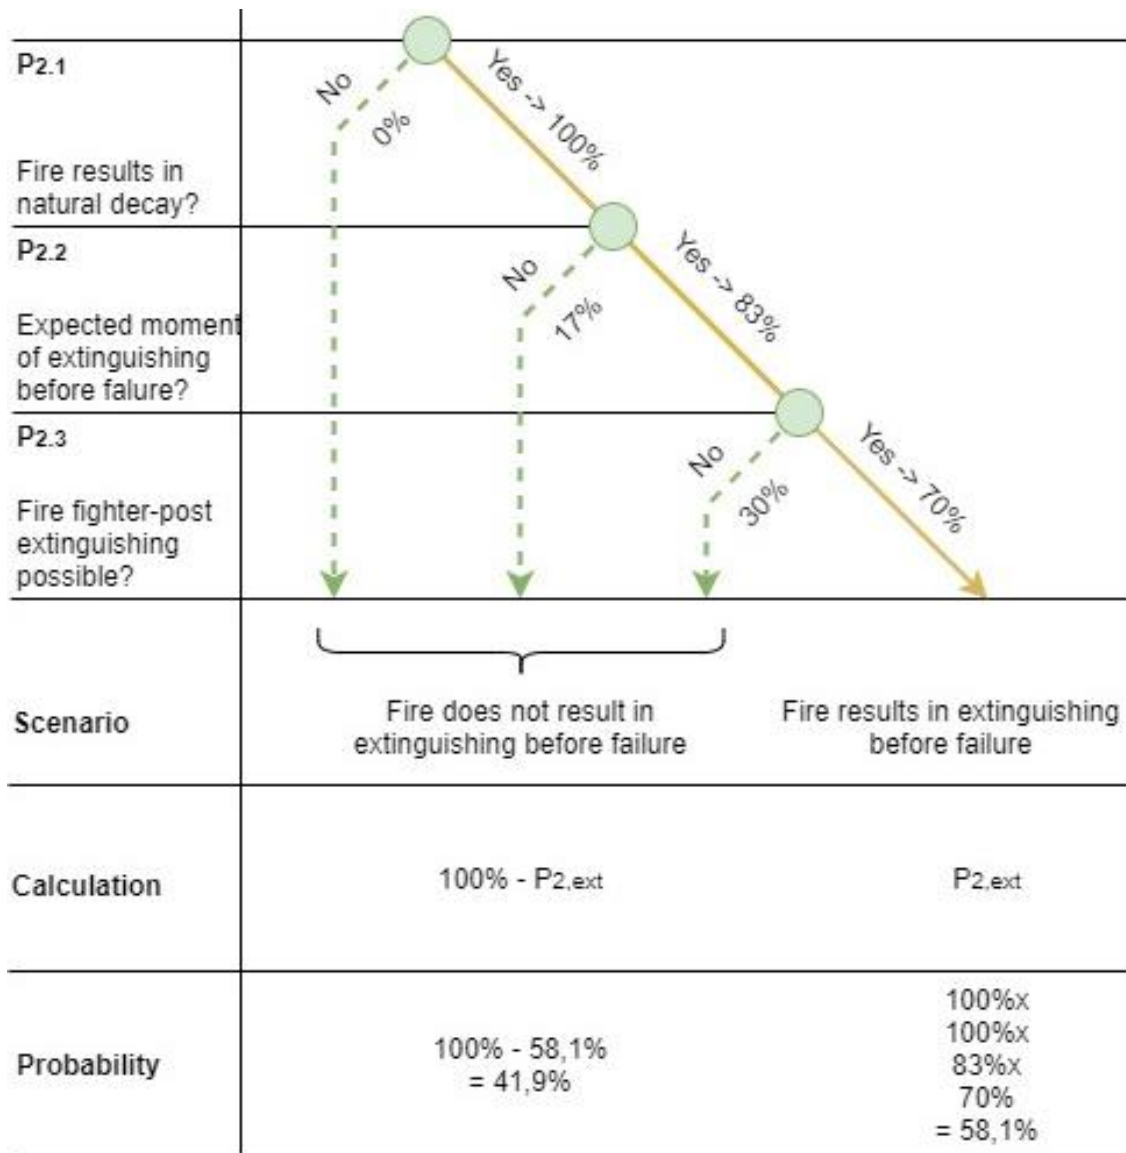 P2.1
No
0%
Yes -> 100%
Fire results in
natural decay?
P2.2
No
17%
Yes -> 83%
Expected moment
of extinguishing
before falure?
P2.3
No
30%
Yes -> 70%
Fire fighter-post
extinguishing
possible?
Scenario
Fire does not result in
extinguishing before failure
Fire results in extinguishing
before failure
Calculation
100% - P2,ext
P2,ext
Probability
100% - 58,1%
= 41,9%
100%x
100%x
83%x
70%
= 58,1%